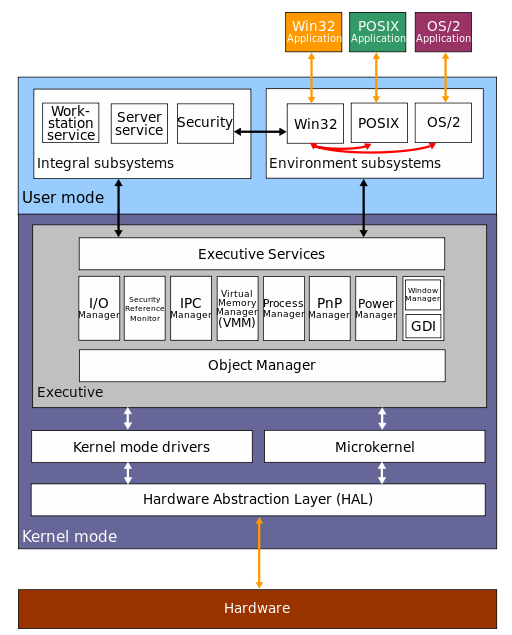 Win32
Application
POSIX
Application
OS/2
Application
Work-
station
service
Server
service
Security
Win32
POSIX
OS/2
Integral subsystems
Environment subsystems
User mode
Executive Services
I/O
Manager
Security
Reference
Monitor
IPC
Manager
Virtual
Memory
Manager
(VMM)
Process
Manager
PnP
Manager
Power
Manager
Window
Manager
GDI
Object Manager
Executive
Kernel mode drivers
Microkernel
Hardware Abstraction Layer (HAL)
Kernel mode
Hardware